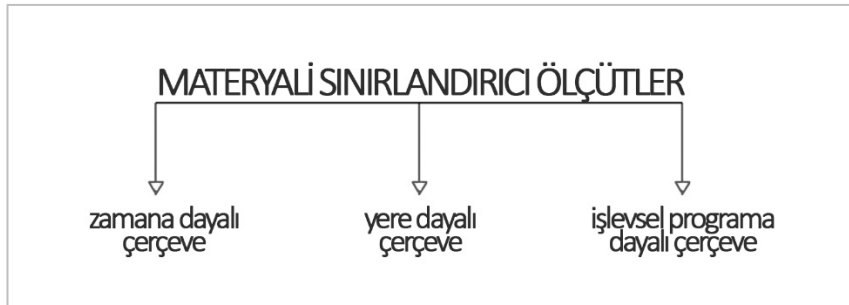 MATERYALİ SINIRLANDIRICI ÖLÇÜTLER
zamana dayalı
çerçeve
yere dayalı
çerçeve
işlevsel programa
dayalı çerçeve